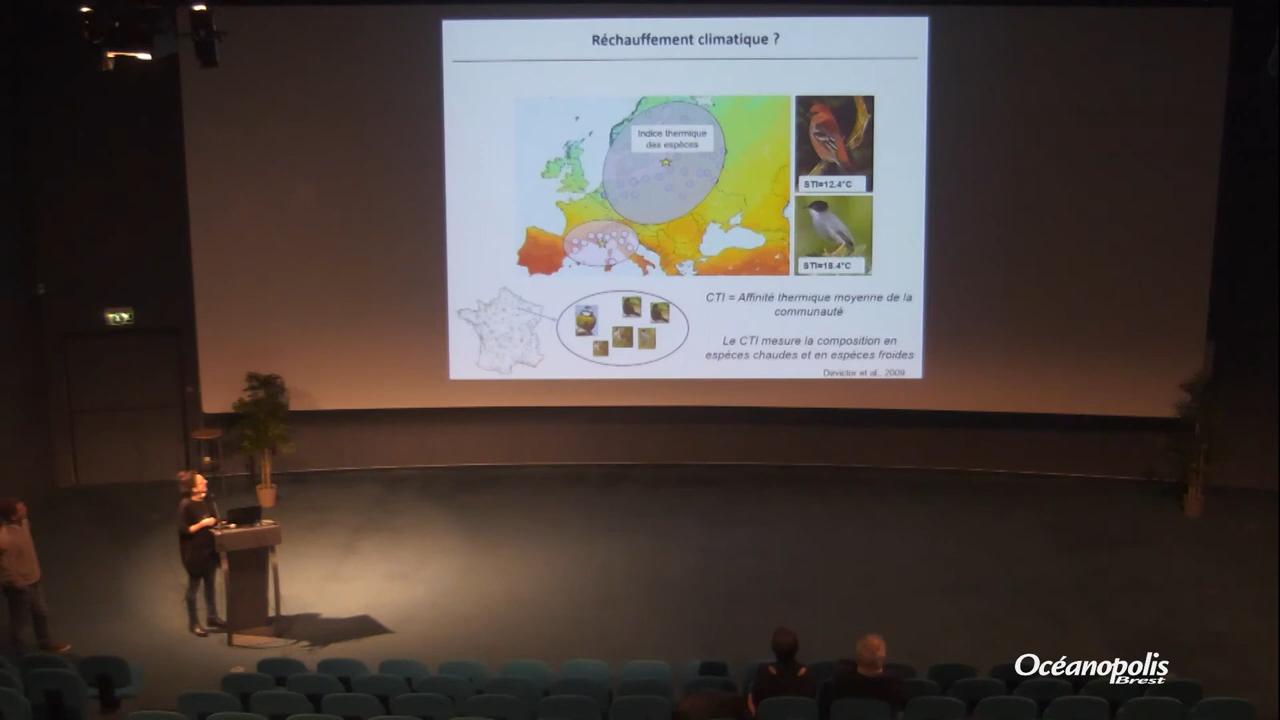 Réchauffement climatique ?
Indice thermique
des espèces
STI=12.4°C
STI=18.4°C
CTI = Affinité thermique moyenne de la
communauté
Le CTI mesure la composition en
espèces chaudes et en espèces froides
Devictor et al., 2009
Océanopolis
Brest